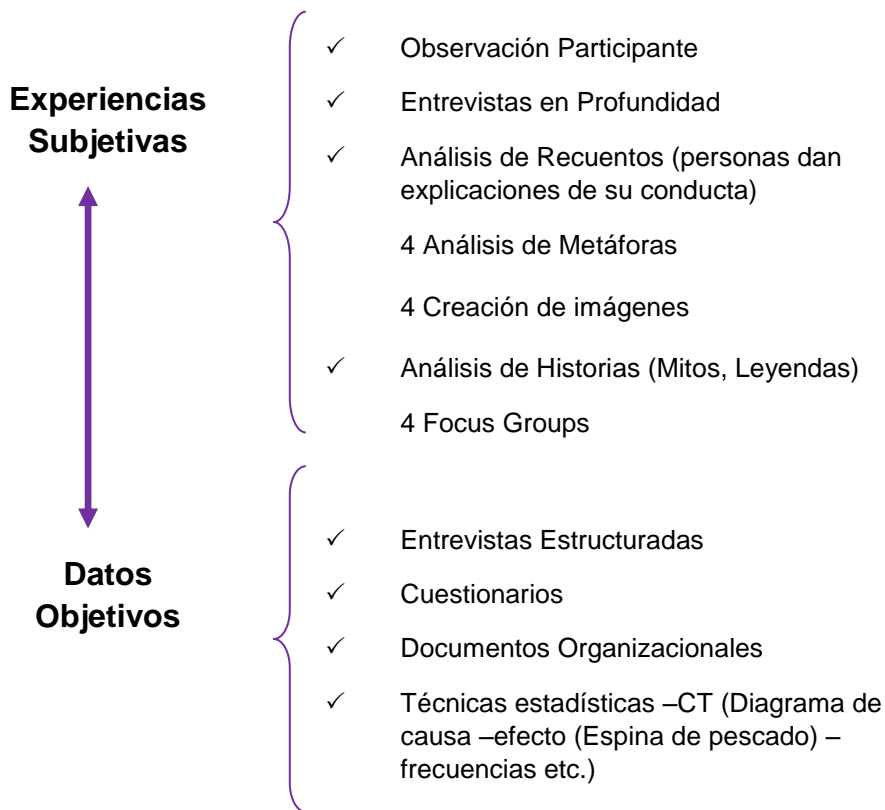 Experiencias
Subjetivas
✓ Observación Participante
✓ Entrevistas en Profundidad
✓ Análisis de Recuentos (personas dan
explicaciones de su conducta)
4 Análisis de Metáforas
4 Creación de imágenes
✓ Análisis de Historias (Mitos, Leyendas)
4 Focus Groups
Datos
Objetivos
✓ Entrevistas Estructuradas
✓ Cuestionarios
✓ Documentos Organizacionales
✓ Técnicas estadísticas –CT (Diagrama de
causa –efecto (Espina de pescado) –
frecuencias etc.)